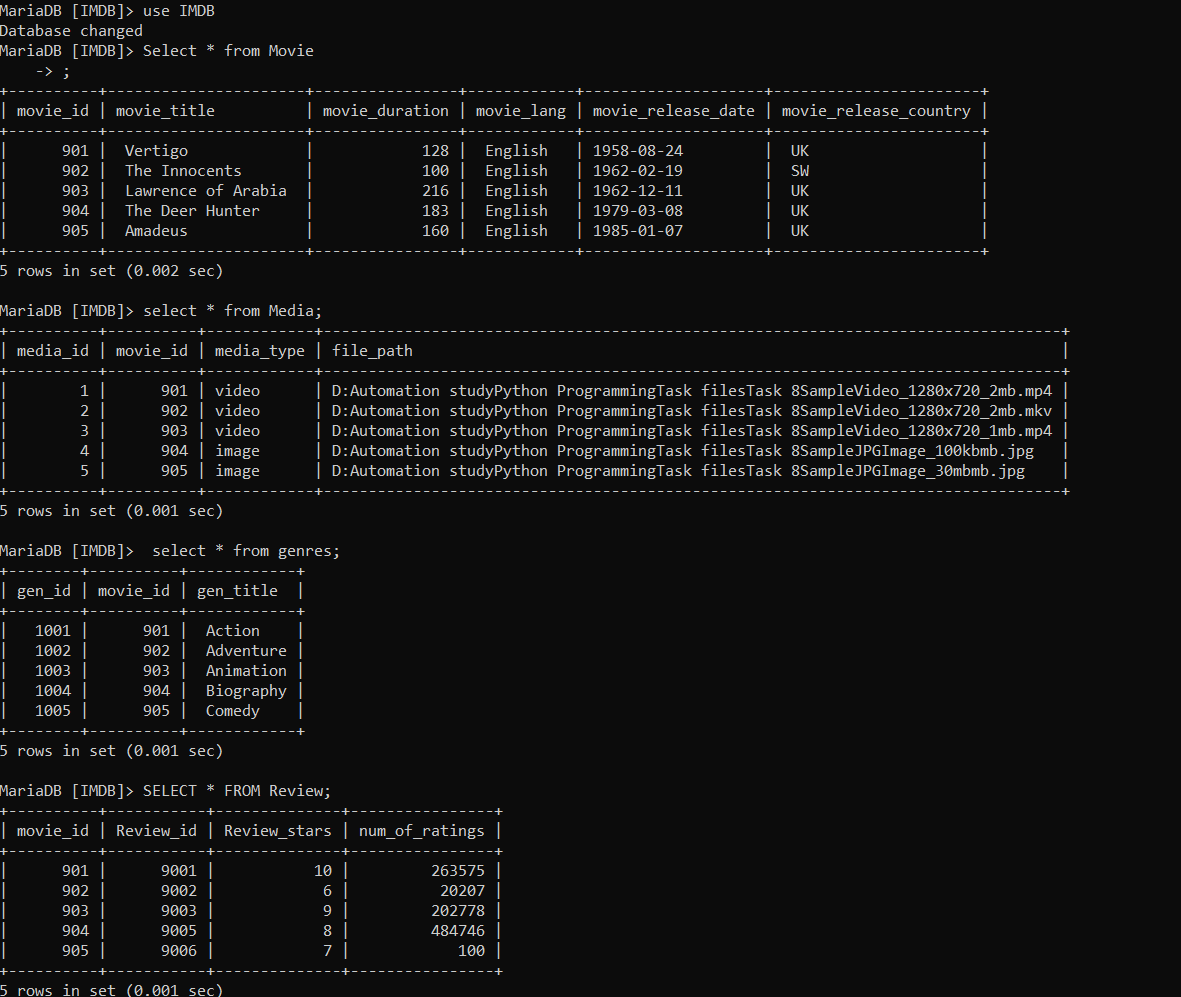 MariaDB [IMDB]> use IMDB
Database changed
MariaDB [IMDB]> Select * from Movie
    -> ;
+----------+----------------------+----------------+------------+--------------------+-----------------------+
| movie_id | movie_title          | movie_duration | movie_lang | movie_release_date | movie_release_country |
+----------+----------------------+----------------+------------+--------------------+-----------------------+
|      901 |  Vertigo             |            128 |  English   | 1958-08-24         |  UK                   |
|      902 |  The Innocents       |            100 |  English   | 1962-02-19         |  SW                   |
|      903 |  Lawrence of Arabia  |            216 |  English   | 1962-12-11         |  UK                   |
|      904 |  The Deer Hunter     |            183 |  English   | 1979-03-08         |  UK                   |
|      905 |  Amadeus             |            160 |  English   | 1985-01-07         |  UK                   |
+----------+----------------------+----------------+------------+--------------------+-----------------------+
5 rows in set (0.002 sec)

MariaDB [IMDB]> select * from Media;
+----------+----------+------------+----------------------------------------------------------------------------------+
| media_id | movie_id | media_type | file_path                                                                        |
+----------+----------+------------+----------------------------------------------------------------------------------+
|        1 |      901 | video      | D:Automation studyPython ProgrammingTask filesTask 8SampleVideo_1280x720_2mb.mp4 |
|        2 |      902 | video      | D:Automation studyPython ProgrammingTask filesTask 8SampleVideo_1280x720_2mb.mkv |
|        3 |      903 | video      | D:Automation studyPython ProgrammingTask filesTask 8SampleVideo_1280x720_1mb.mp4 |
|        4 |      904 | image      | D:Automation studyPython ProgrammingTask filesTask 8SampleJPGImage_100kbmb.jpg   |
|        5 |      905 | image      | D:Automation studyPython ProgrammingTask filesTask 8SampleJPGImage_30mbmb.jpg    |
+----------+----------+------------+----------------------------------------------------------------------------------+
5 rows in set (0.001 sec)

MariaDB [IMDB]>  select * from genres;
+--------+----------+------------+
| gen_id | movie_id | gen_title  |
+--------+----------+------------+
|   1001 |      901 |  Action    |
|   1002 |      902 |  Adventure |
|   1003 |      903 |  Animation |
|   1004 |      904 |  Biography |
|   1005 |      905 |  Comedy    |
+--------+----------+------------+
5 rows in set (0.001 sec)

MariaDB [IMDB]> SELECT * FROM Review;
+----------+-----------+--------------+----------------+
| movie_id | Review_id | Review_stars | num_of_ratings |
+----------+-----------+--------------+----------------+
|      901 |      9001 |           10 |         263575 |
|      902 |      9002 |            6 |          20207 |
|      903 |      9003 |            9 |         202778 |
|      904 |      9005 |            8 |         484746 |
|      905 |      9006 |            7 |            100 |
+----------+-----------+--------------+----------------+
5 rows in set (0.001 sec)